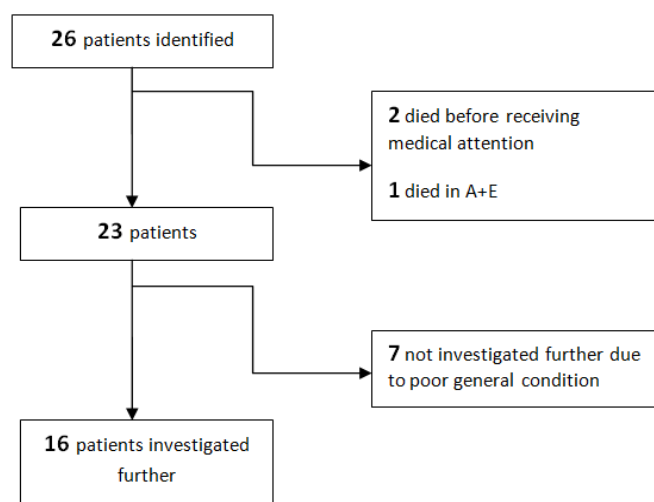 26 patients identified
2 died before receiving
medical attention
1 died in A+E
23 patients
7 not investigated further due
to poor general condition
16 patients investigated
further